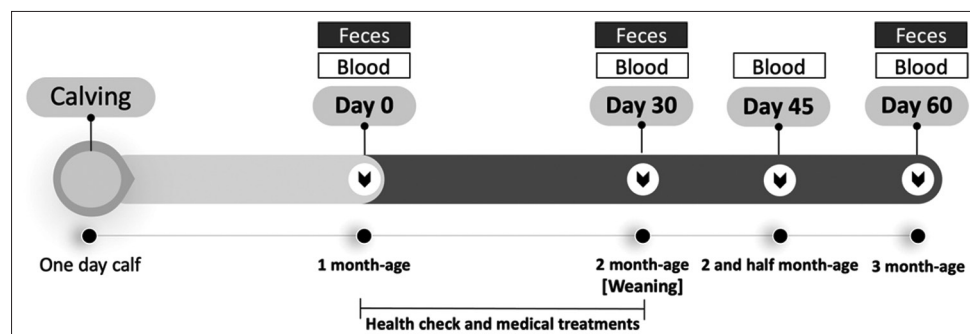 Feces
Feces
Feces
Blood
Blood
Blood
Blood
Calving
Day 0
Day 30
Day 45
Day 60
One day calf
1 month-age
2 month-age
[Weaning]
2 and half month-age
3 month-age
Health check and medical treatments